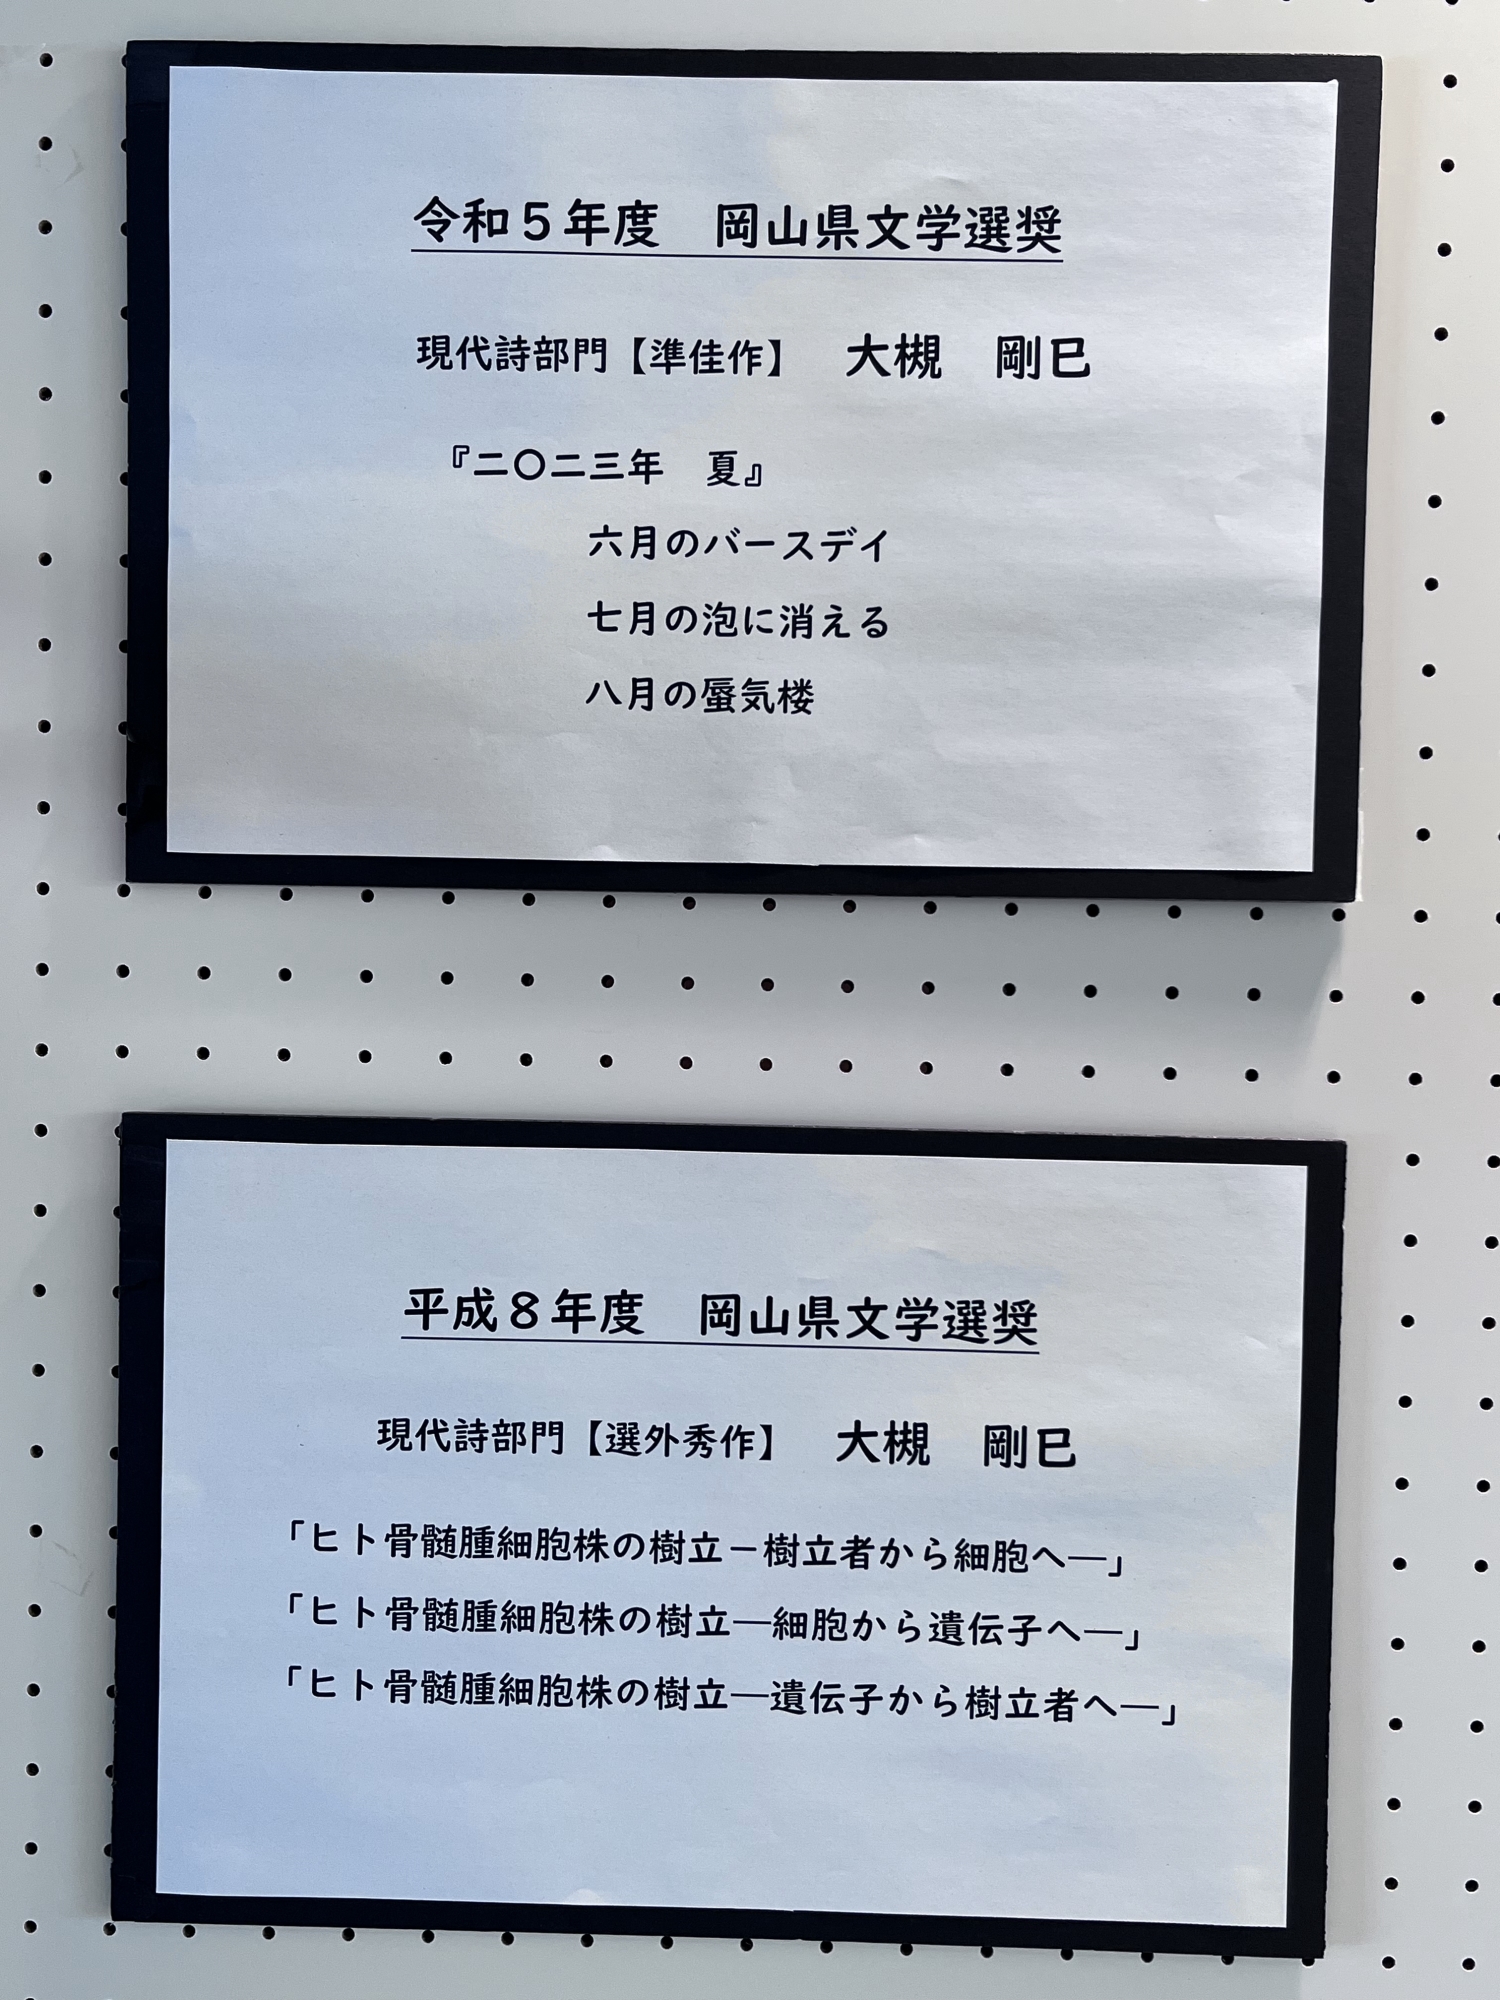 令和５年度　岡山県文学選奨
現代詩部門【準佳作】　大槻　剛巳
『二〇二三年　夏』
六月のバースデイ
七月の泡に消える
八月の蜃気楼
平成８年度　岡山県文学選奨
現代詩部門【選外秀作】　大槻　剛巳
「ヒト骨髄腫細胞株の樹立－樹立者から細胞へ―」
「ヒト骨髄腫細胞株の樹立―細胞から遺伝子へ―」
「ヒト骨髄腫細胞株の樹立―遺伝子から樹立者へ―」